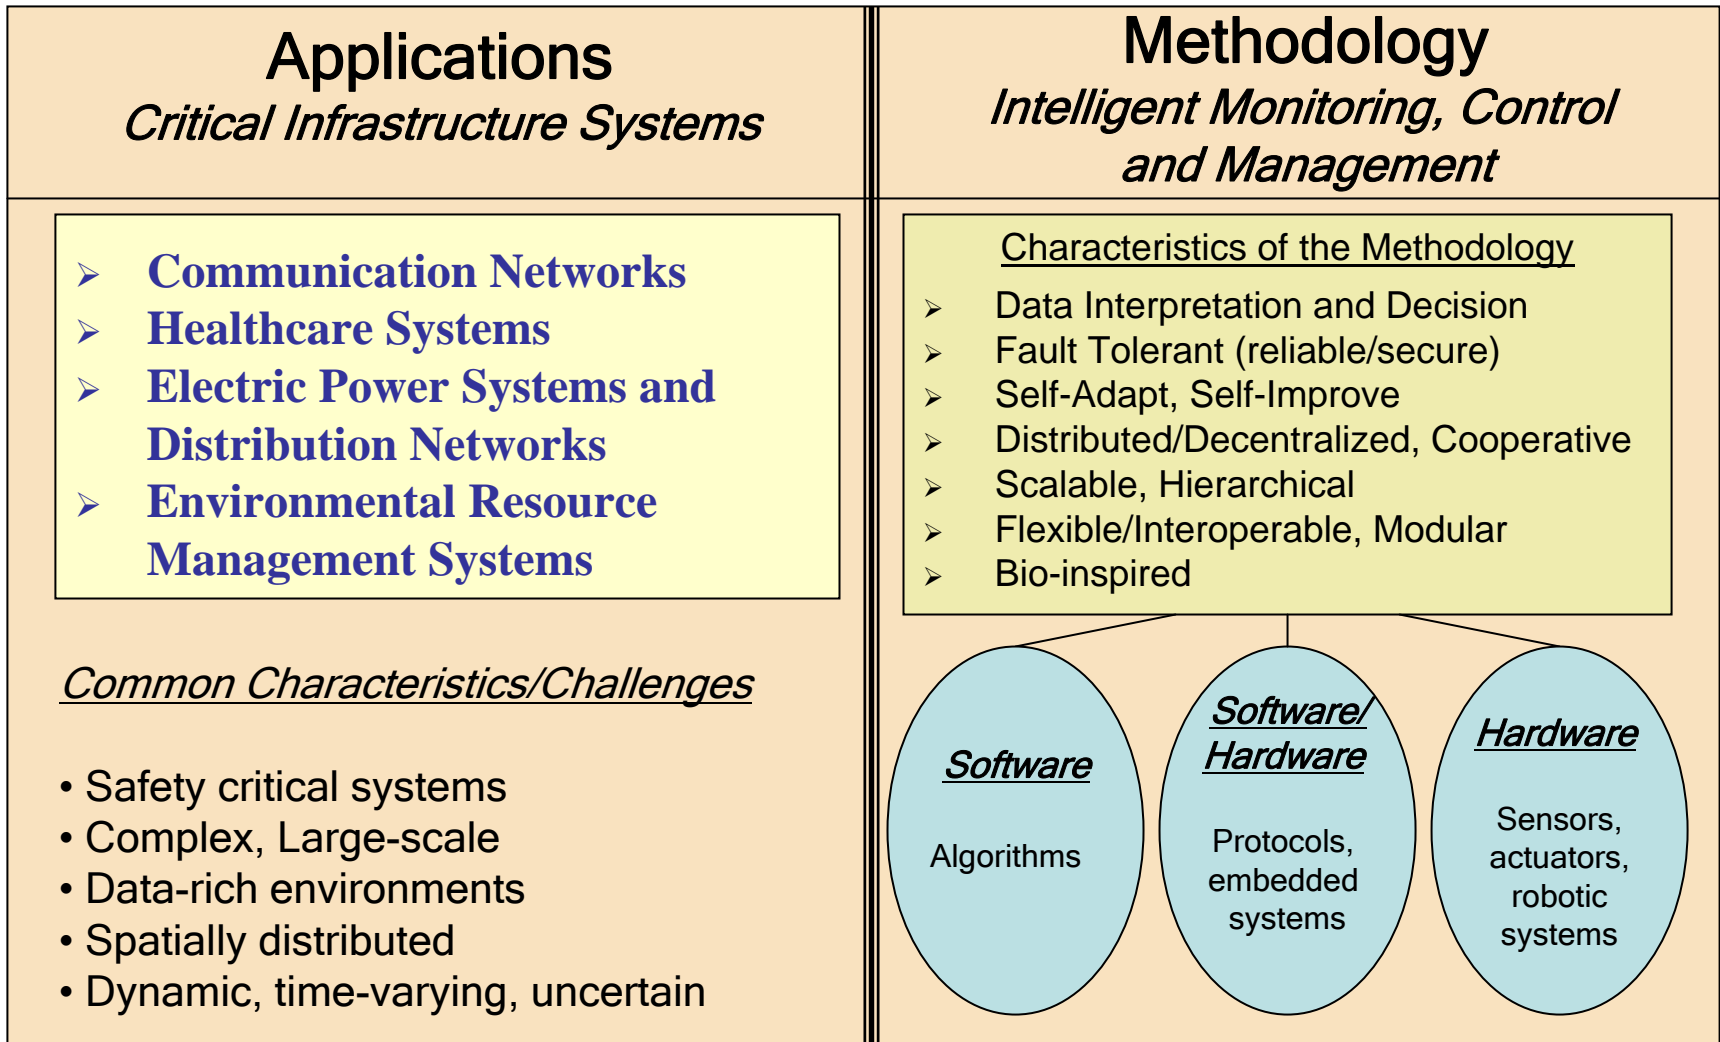 Applications
Critical Infrastructure Systems
➢ Communication Networks
➢ Healthcare Systems
➢ Electric Power Systems and
Distribution Networks
➢ Environmental Resource
Management Systems
Common Characteristics/Challenges
• Safety critical systems
• Complex, Large-scale
• Data-rich environments
• Spatially distributed
• Dynamic, time-varying, uncertain
Methodology
Intelligent Monitoring, Control
and Management
Characteristics of the Methodology
➢ Data Interpretation and Decision
➢ Fault Tolerant (reliable/secure)
➢ Self-Adapt, Self-Improve
➢ Distributed/Decentralized, Cooperative
➢ Scalable, Hierarchical
➢ Flexible/Interoperable, Modular
➢ Bio-inspired
Software
Algorithms
Software/
Hardware
Protocols,
embedded
systems
Hardware
Sensors,
actuators,
robotic
systems